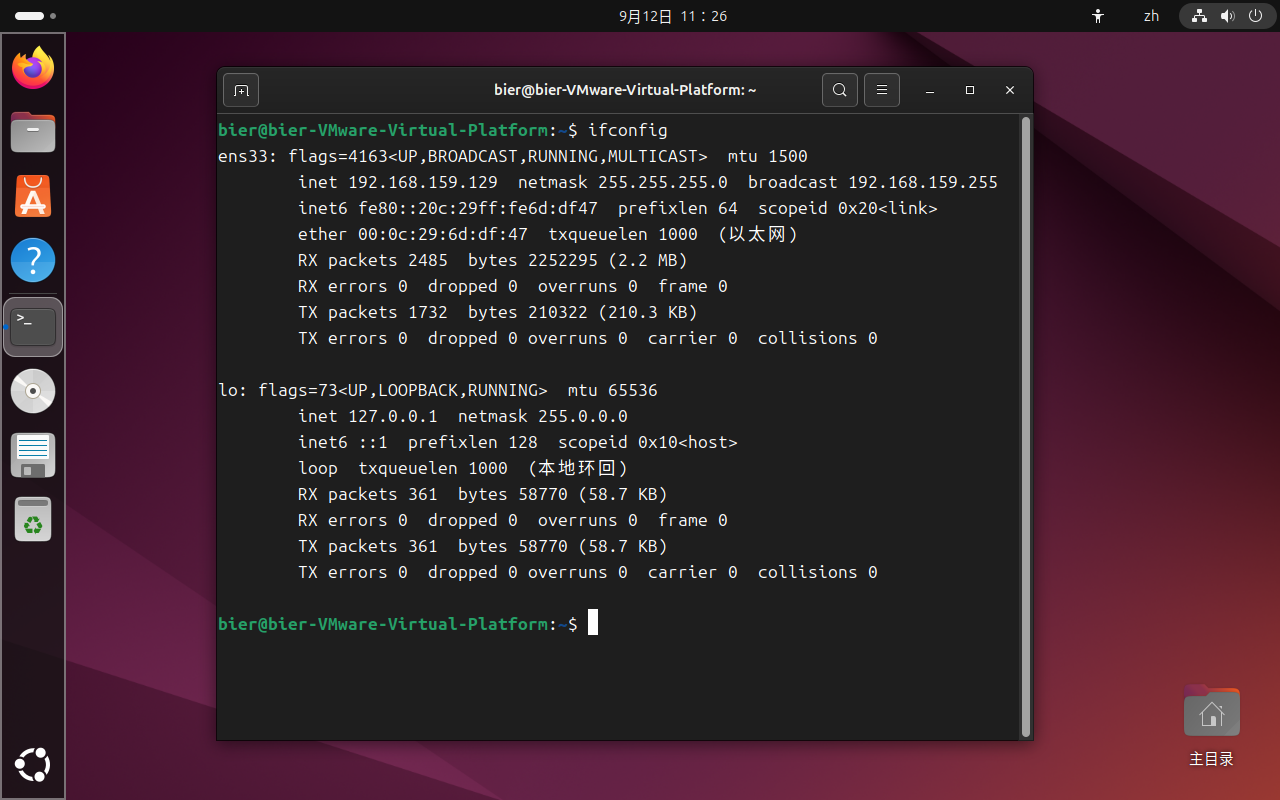 9月12日 11：26
zh
bier@bier-VMware-Virtual-Platform: ~
bier@bier-VMware-Virtual-Platform:~$ ifconfig
ens33: flags=4163<UP,BROADCAST,RUNNING,MULTICAST>  mtu 1500
        inet 192.168.159.129  netmask 255.255.255.0  broadcast 192.168.159.255
        inet6 fe80::20c:29ff:fe6d:df47  prefixlen 64  scopeid 0x20<link>
        ether 00:0c:29:6d:df:47  txqueuelen 1000  (以太网)
        RX packets 2485  bytes 2252295 (2.2 MB)
        RX errors 0  dropped 0  overruns 0  frame 0
        TX packets 1732  bytes 210322 (210.3 KB)
        TX errors 0  dropped 0 overruns 0  carrier 0  collisions 0

lo: flags=73<UP,LOOPBACK,RUNNING>  mtu 65536
        inet 127.0.0.1  netmask 255.0.0.0
        inet6 ::1  prefixlen 128  scopeid 0x10<host>
        loop  txqueuelen 1000  (本地环回)
        RX packets 361  bytes 58770 (58.7 KB)
        RX errors 0  dropped 0  overruns 0  frame 0
        TX packets 361  bytes 58770 (58.7 KB)
        TX errors 0  dropped 0 overruns 0  carrier 0  collisions 0

bier@bier-VMware-Virtual-Platform:~$
主目录